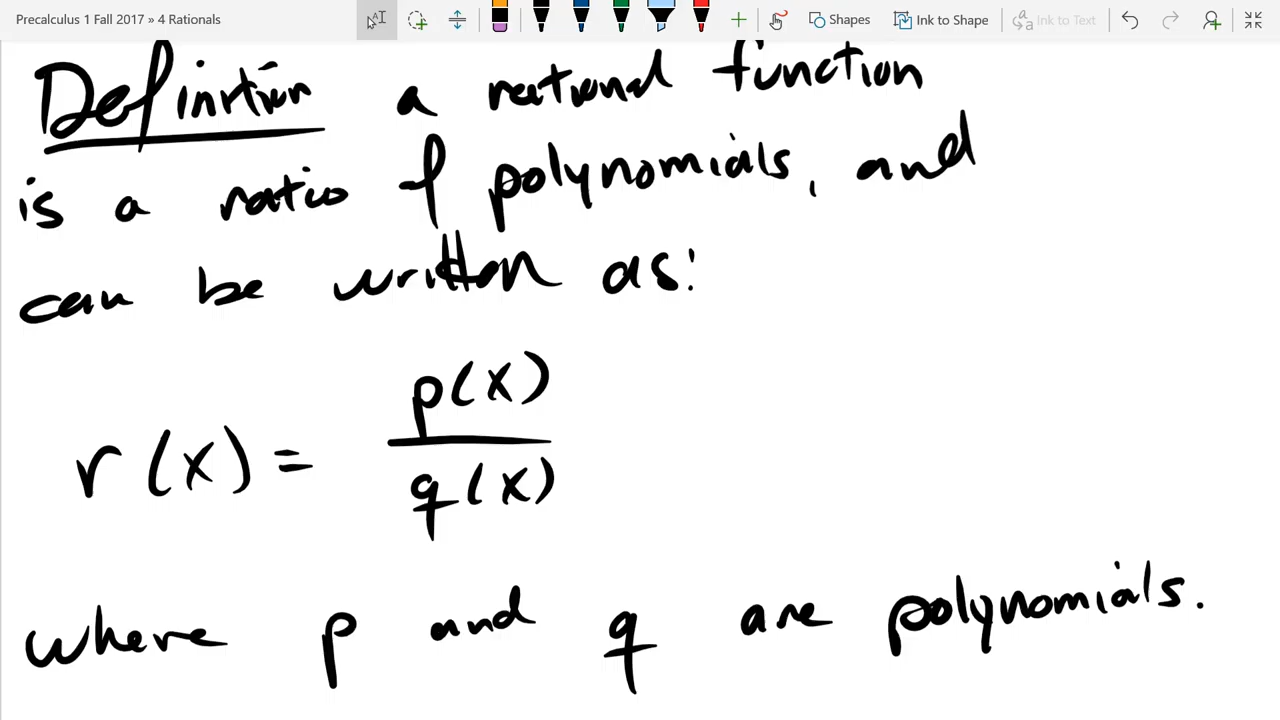 Precalculus 1 Fall 2017 » 4 Rationals
Shapes
Ink to Shape
Ink to Text
Definition a rational function
is a ratio of polynomials, and
can be written as:
p(x)
r(x) =
q(x)
where p and q are polynomials.